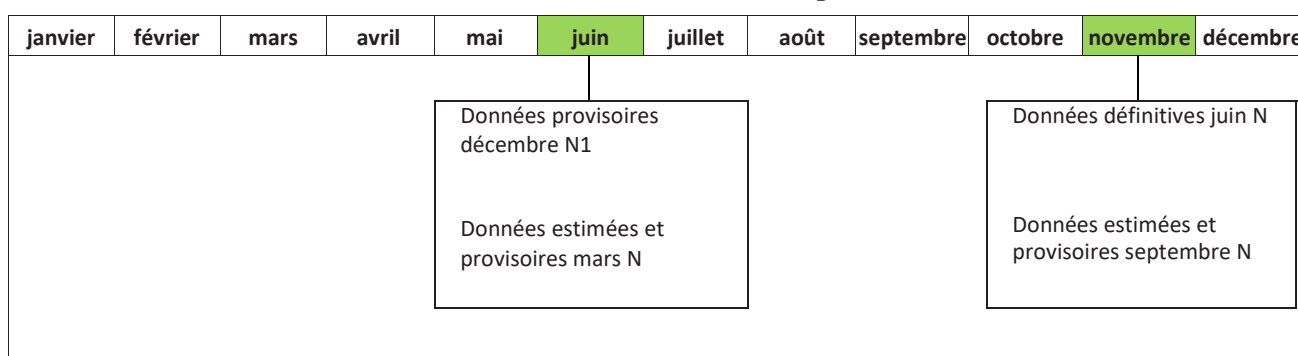 janvier février mars avril mai juin juillet août septembre octobre novembre décembre
Données provisoires
décembre N1
Données estimées et
provisoires mars N
Données définitives juin N
Données estimées et
provisoires septembre N